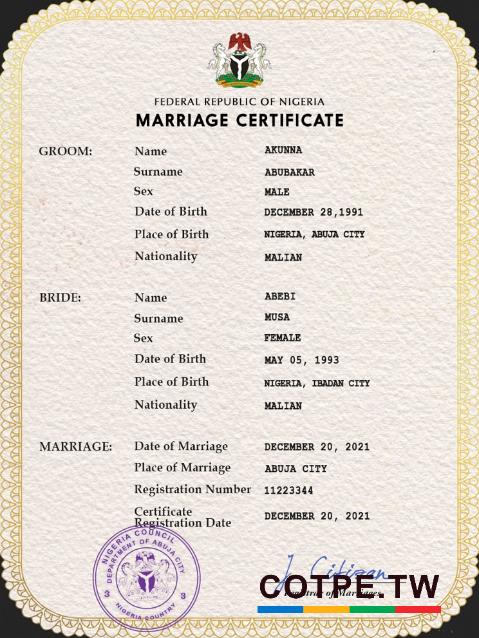 FEDERAL REPUBLIC OF NIGERIA
MARRIAGE CERTIFICATE
GROOM: Name AKUNNA
Surname ABUBAKAR
Sex MALE
Date of Birth DECEMBER 28,1991
Place of Birth NIGERIA, ABUJA CITY
Nationality MALIAN
BRIDE: Name ABEBI
Surname MUSA
Sex FEMALE
Date of Birth MAY 05, 1993
Place of Birth NIGERIA, IBADAN CITY
Nationality MALIAN
MARRIAGE: Date of Marriage DECEMBER 20, 2021
Place of Marriage ABUJA CITY
Registration Number 11223344
Certificate
Registration Date DECEMBER 20, 2021
NIGERIA COUNCIL
DEPARTMENT OF ABUJA CITY
3 3
NIGERIA COUNTRY
J. Citizan
COTPE.TW
Registrar of Marriages